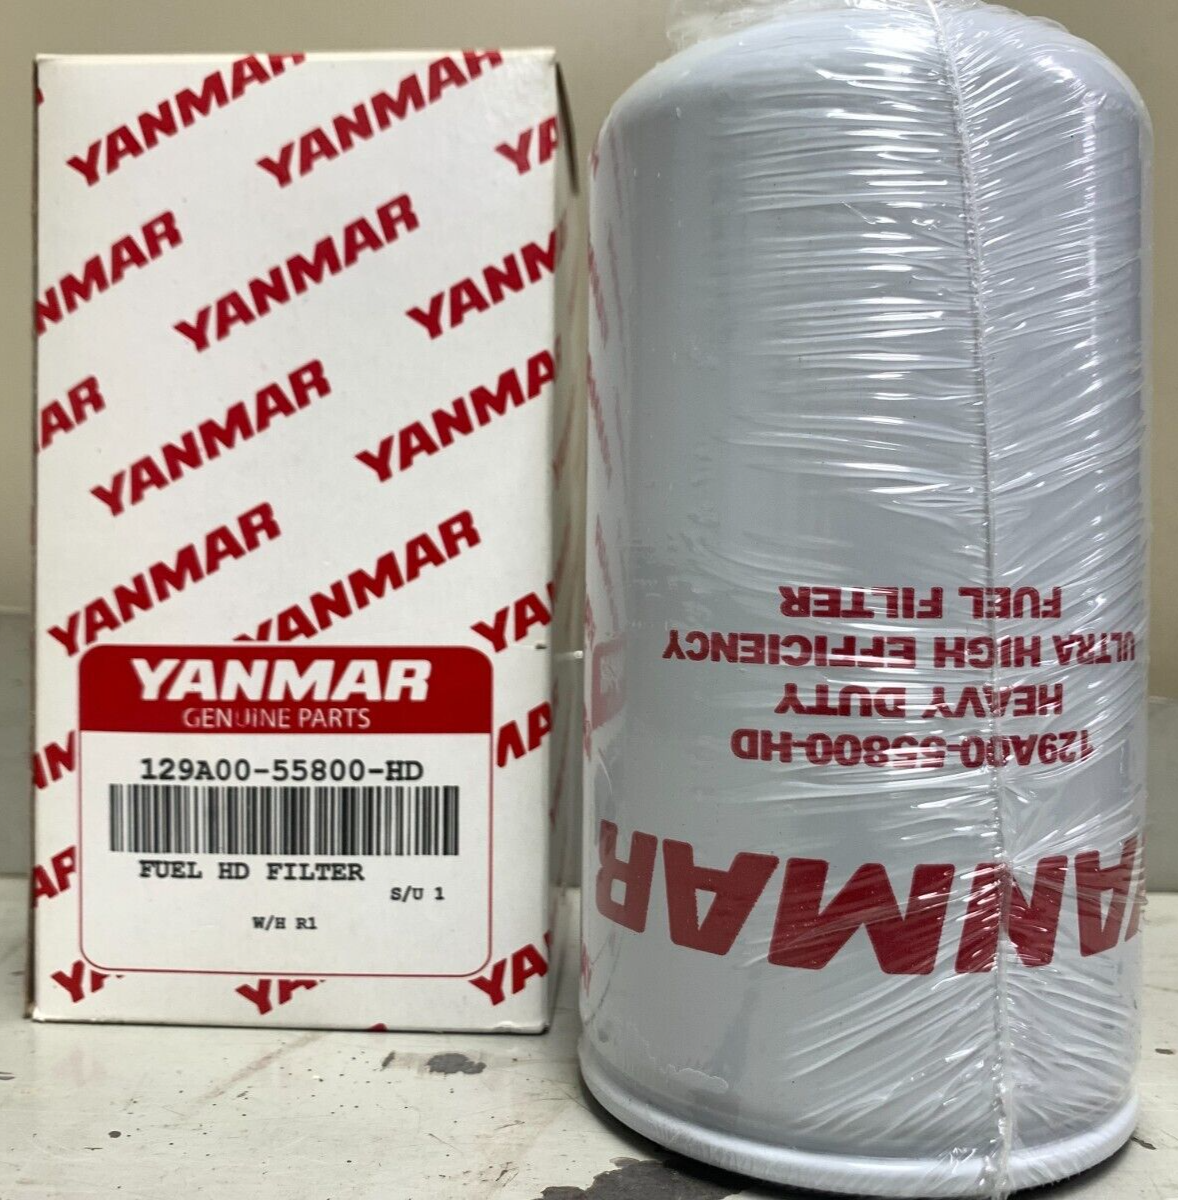 YANMAR
YANMAR
YANMAR
YANMAR
YANMAR
YANMAR
YANMAR
YANMAR
GENUINE PARTS
129A00-55800-HD
FUEL HD FILTER
S/U 1
W/H R1
YANMAR
129A00-55800-HD
HEAVY DUTY
ULTRA HIGH EFFICIENCY
FUEL FILTER